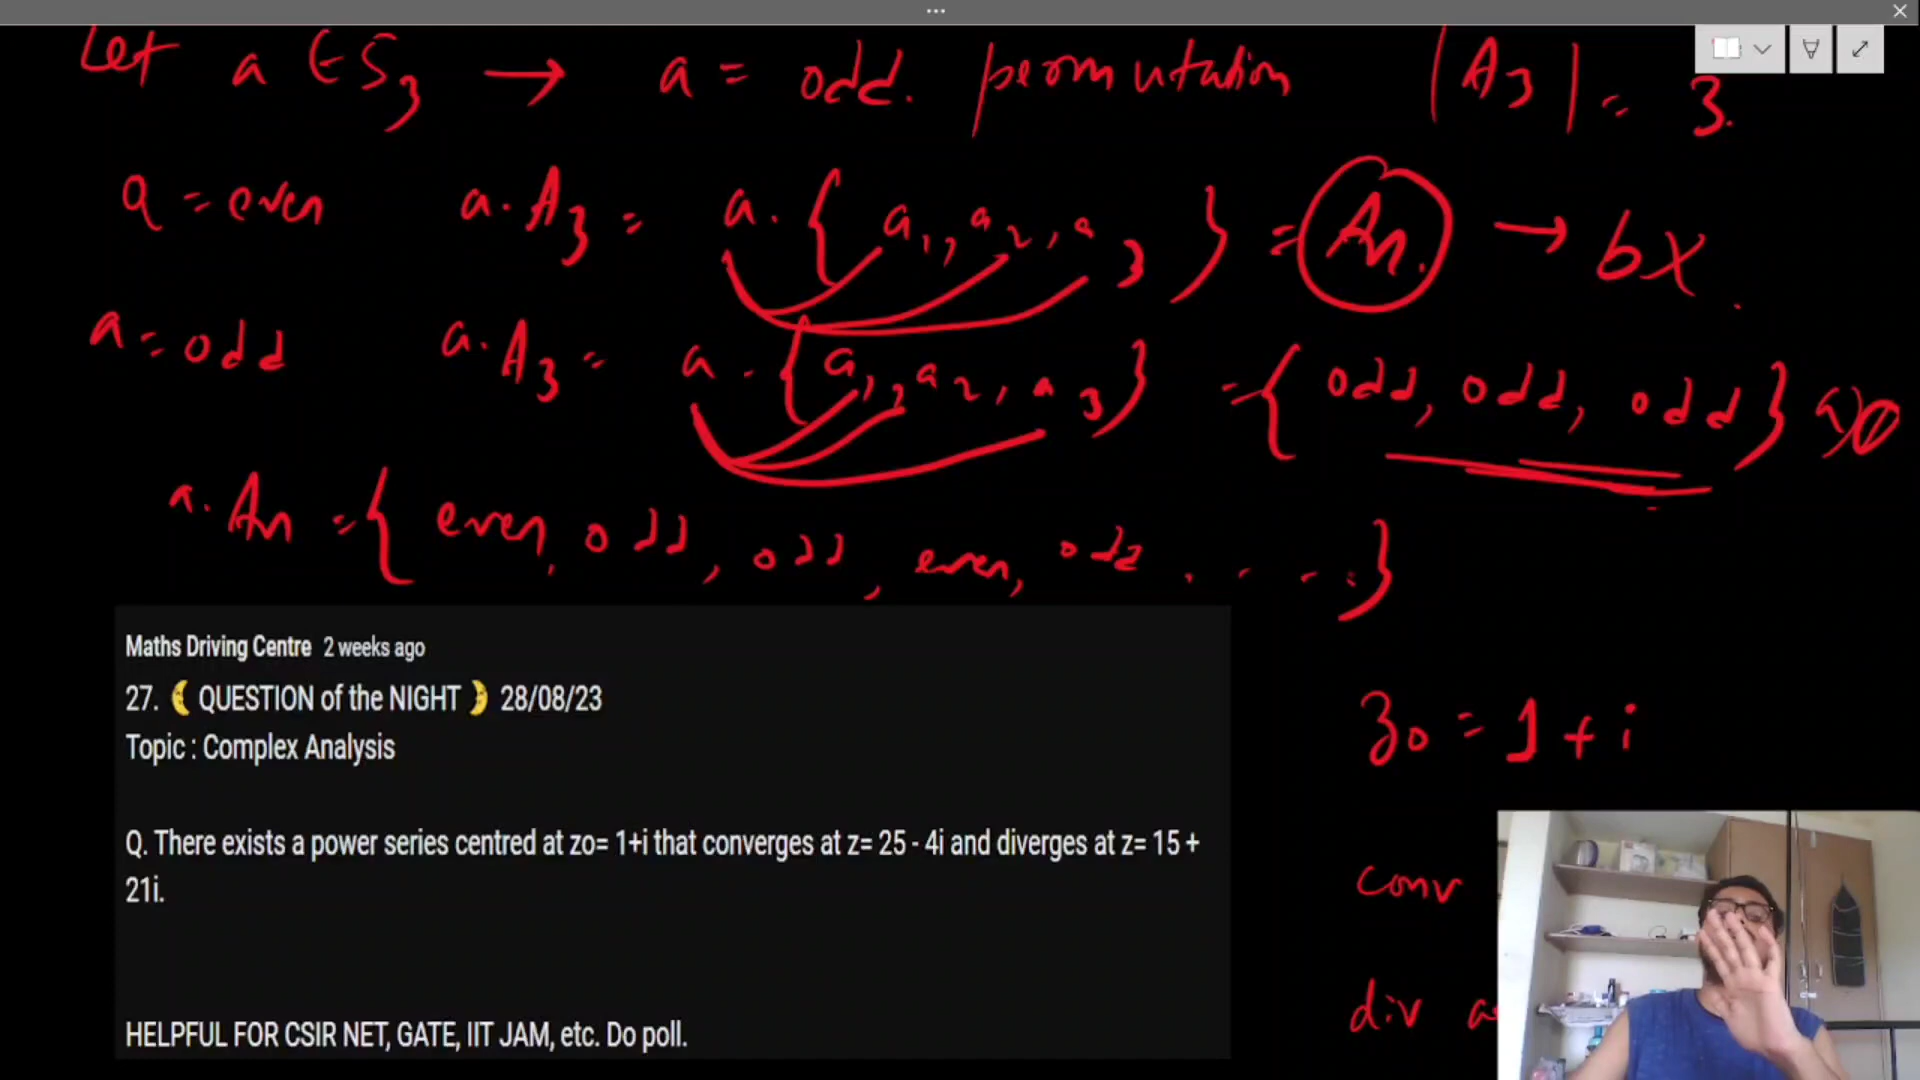 Let a ∈ S3 → a = odd. permutation |A3| = 3.
a = even a. A3 = a. { a1, a2, a3 } = An. → bX.
a = odd a. A3 = a. { a1, a2, a3 } = { odd, odd, odd }
a. An = { even, odd, odd, even, odd . . . . }
Maths Driving Centre 2 weeks ago
27. 🌜 QUESTION of the NIGHT 🌛 28/08/23
Topic : Complex Analysis
z0 = 1 + i
Q. There exists a power series centred at zo= 1+i that converges at z= 25 - 4i and diverges at z= 15 +
21i.
conv
div
HELPFUL FOR CSIR NET, GATE, IIT JAM, etc. Do poll.